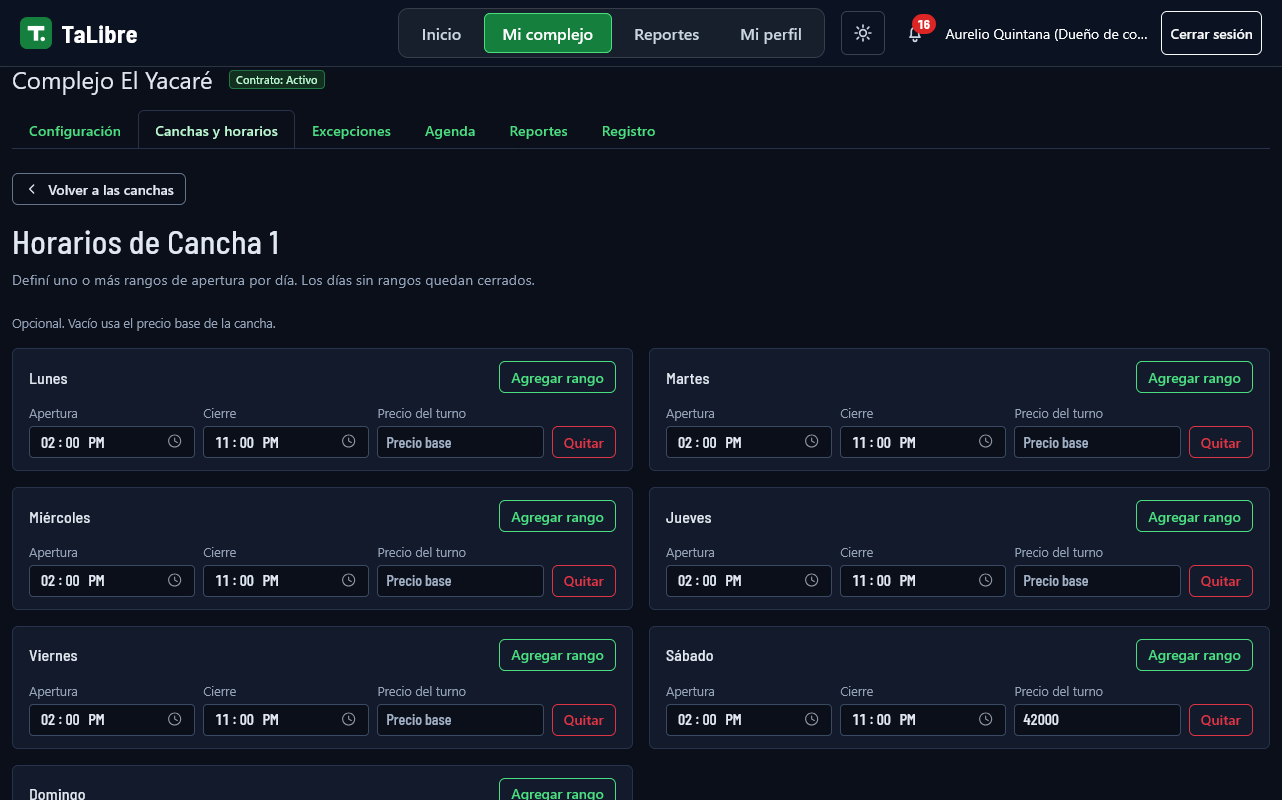 T. TaLibre
Inicio Mi complejo Reportes Mi perfil 16 Aurelio Quintana (Dueño de co... Cerrar sesión
Complejo El Yacaré Contrato: Activo
Configuración Canchas y horarios Excepciones Agenda Reportes Registro
Volver a las canchas
Horarios de Cancha 1
Definí uno o más rangos de apertura por día. Los días sin rangos quedan cerrados.
Opcional. Vacío usa el precio base de la cancha.
Lunes Agregar rango
Apertura Cierre Precio del turno
02:00 PM 11:00 PM Precio base Quitar
Martes Agregar rango
Apertura Cierre Precio del turno
02:00 PM 11:00 PM Precio base Quitar
Miércoles Agregar rango
Apertura Cierre Precio del turno
02:00 PM 11:00 PM Precio base Quitar
Jueves Agregar rango
Apertura Cierre Precio del turno
02:00 PM 11:00 PM Precio base Quitar
Viernes Agregar rango
Apertura Cierre Precio del turno
02:00 PM 11:00 PM Precio base Quitar
Sábado Agregar rango
Apertura Cierre Precio del turno
02:00 PM 11:00 PM 42000 Quitar
Domingo Agregar rango